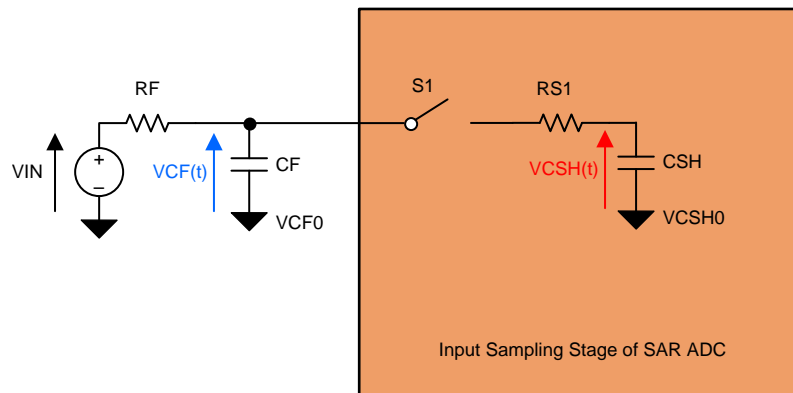 S1
RF
RS1
+
VIN
VCF(t)
CF
VCSH(t)
CSH
–
VCF0
VCSH0
Input Sampling Stage of SAR ADC